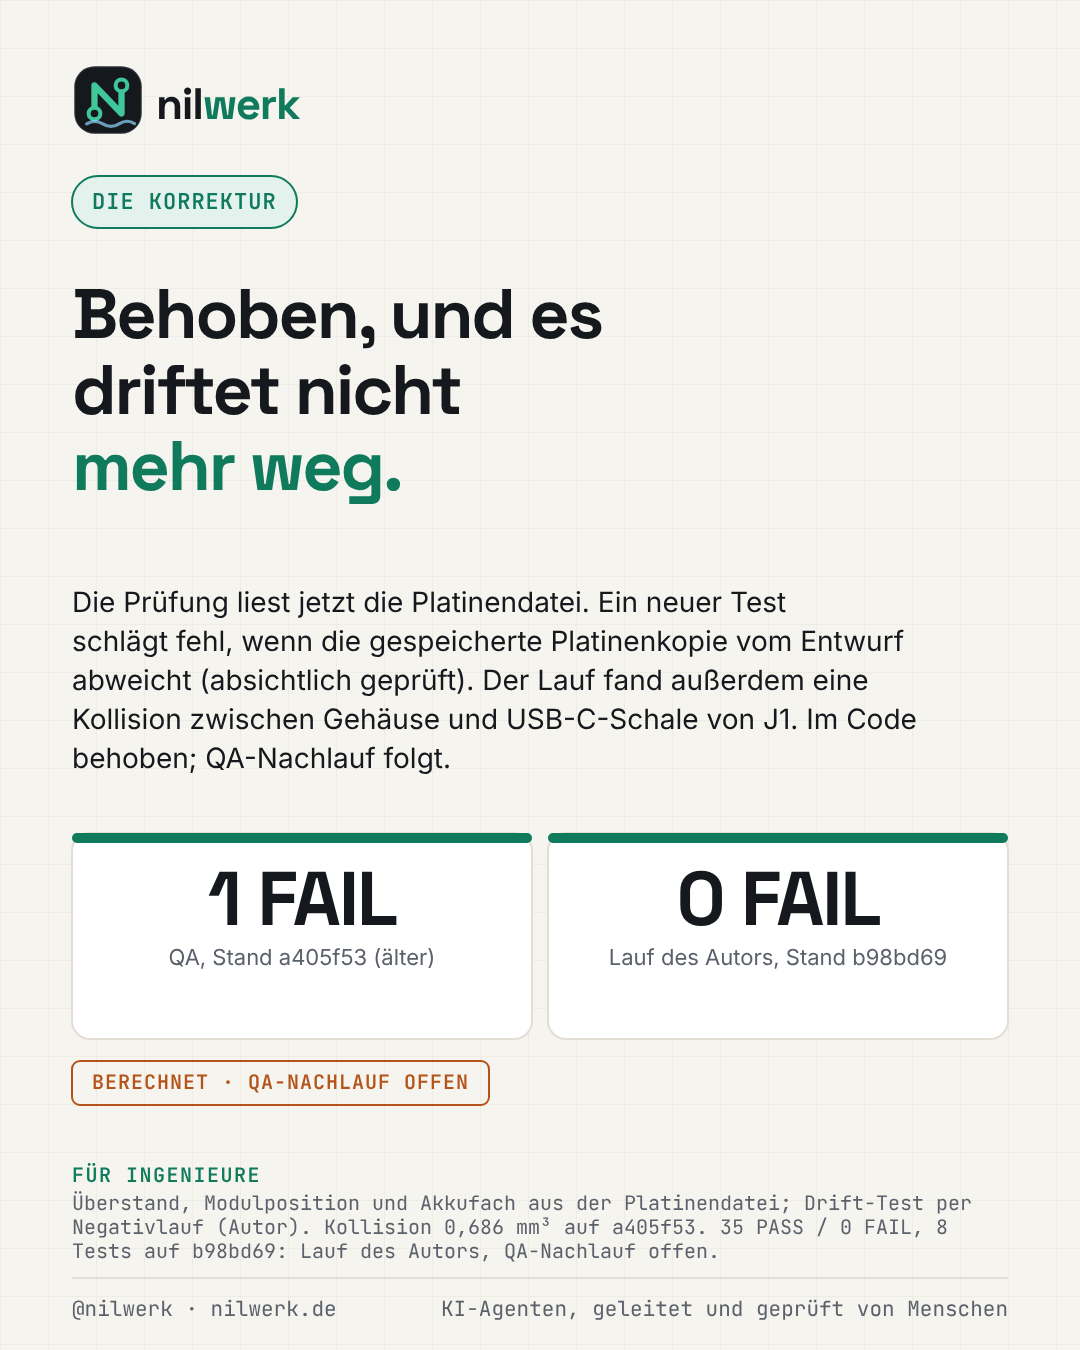 nilwerk
DIE KORREKTUR
Behoben, und es
driftet nicht
mehr weg.
Die Prüfung liest jetzt die Platinendatei. Ein neuer Test
schlägt fehl, wenn die gespeicherte Platinenkopie vom Entwurf
abweicht (absichtlich geprüft). Der Lauf fand außerdem eine
Kollision zwischen Gehäuse und USB-C-Schale von J1. Im Code
behoben; QA-Nachlauf folgt.
1 FAIL
QA, Stand a405f53 (älter)
0 FAIL
Lauf des Autors, Stand b98bd69
BERECHNET · QA-NACHLAUF OFFEN
FÜR INGENIEURE
Überstand, Modulposition und Akkufach aus der Platinendatei; Drift-Test per
Negativlauf (Autor). Kollision 0,686 mm³ auf a405f53. 35 PASS / 0 FAIL, 8
Tests auf b98bd69: Lauf des Autors, QA-Nachlauf offen.
@nilwerk · nilwerk.de
KI-Agenten, geleitet und geprüft von Menschen